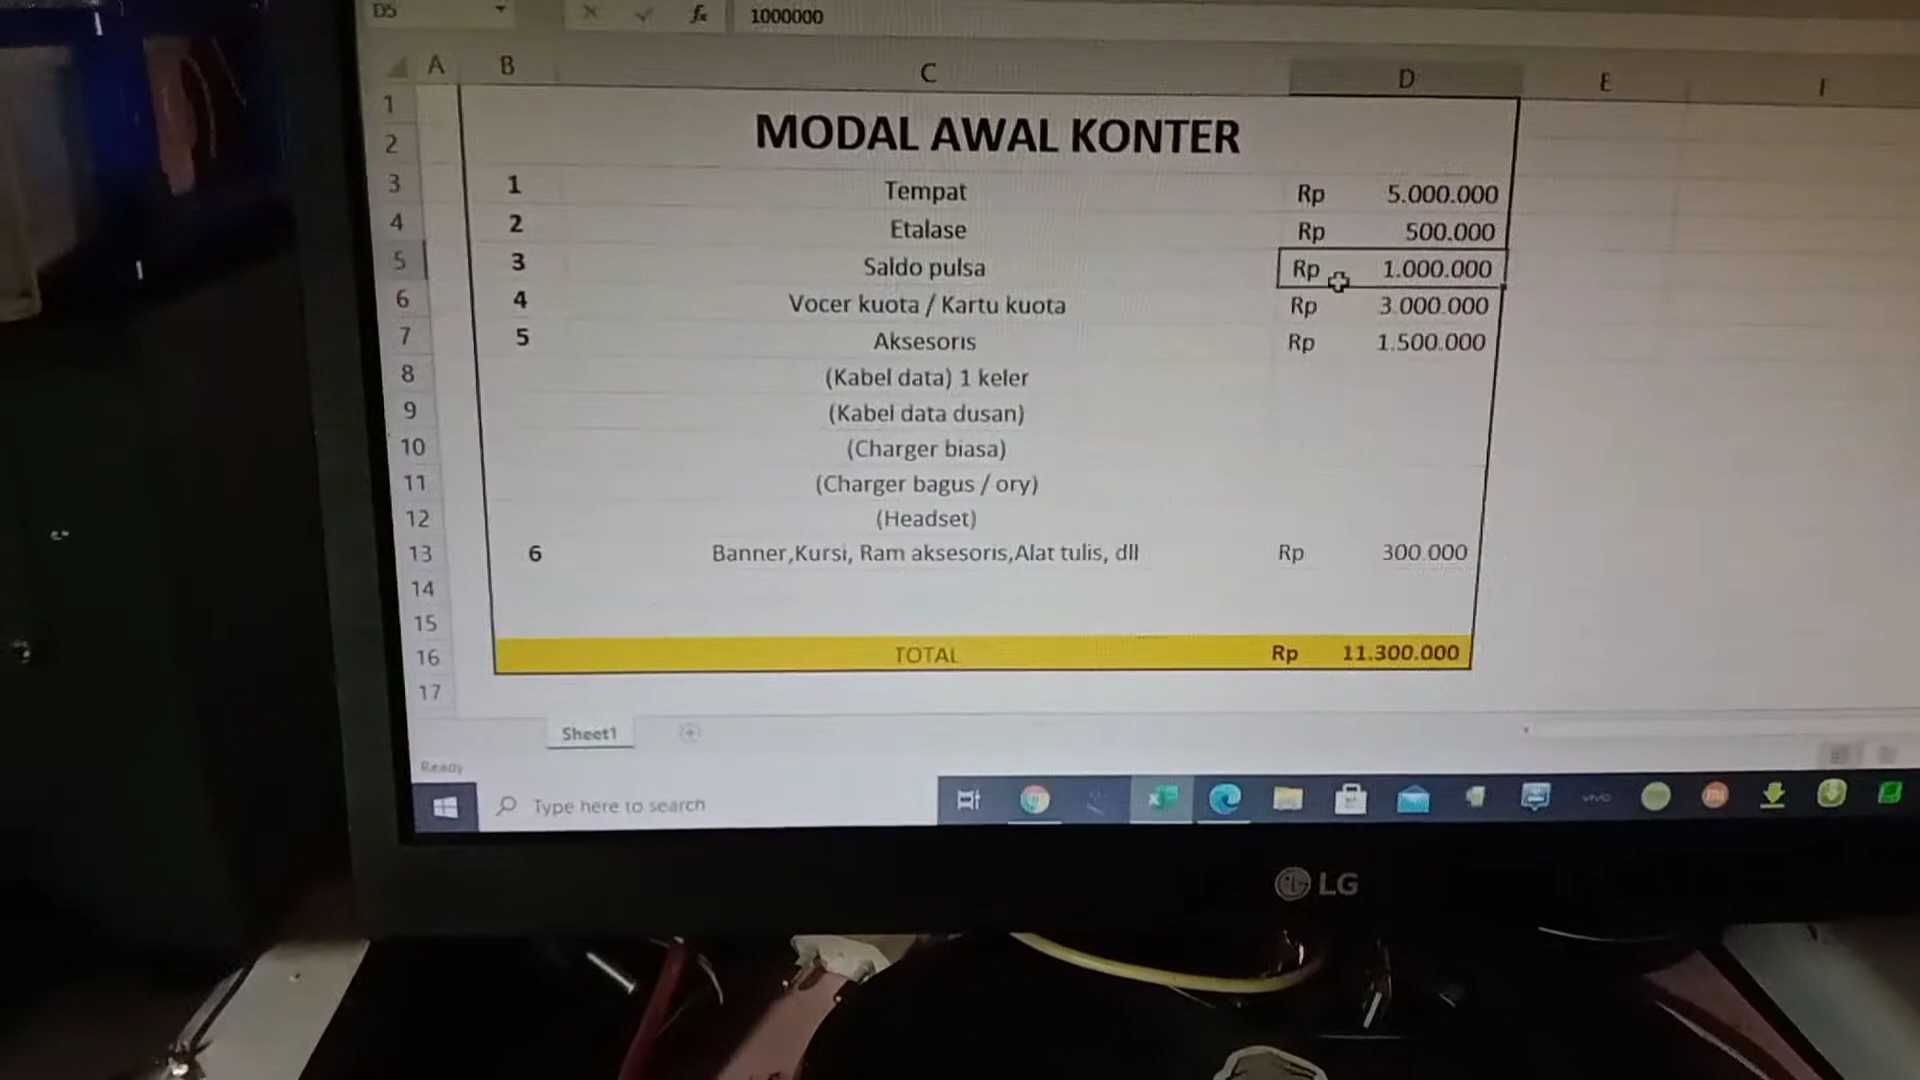 D5 fx 1000000
A B C D E F
1
2 MODAL AWAL KONTER
3 1 Tempat Rp 5.000.000
4 2 Etalase Rp 500.000
5 3 Saldo pulsa Rp 1.000.000
6 4 Vocer kuota / Kartu kuota Rp 3.000.000
7 5 Aksesoris Rp 1.500.000
8 (Kabel data) 1 keler
9 (Kabel data dusan)
10 (Charger biasa)
11 (Charger bagus / ory)
12 (Headset)
13 6 Banner,Kursi, Ram aksesoris,Alat tulis, dll Rp 300.000
14
15
16 TOTAL Rp 11.300.000
17
Sheet1
Ready
Type here to search
vivo
LG